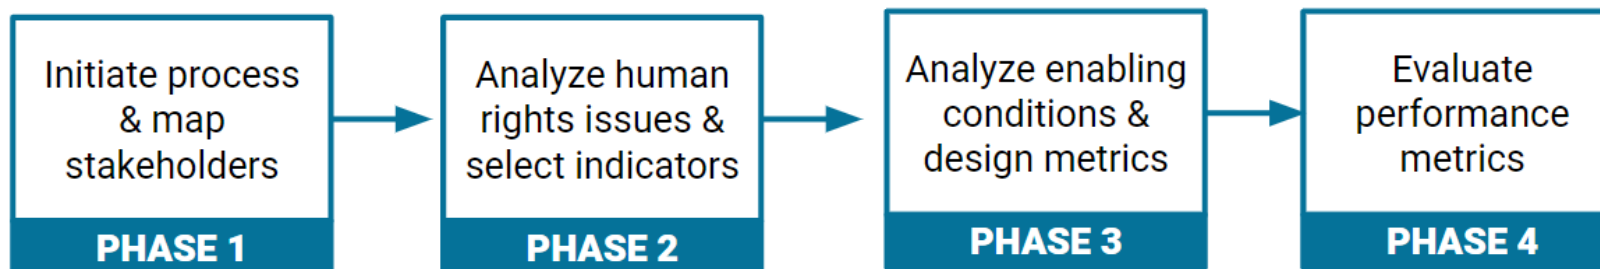 Initiate process
& map
stakeholders
PHASE 1
Analyze human
rights issues &
select indicators
PHASE 2
Analyze enabling
conditions &
design metrics
PHASE 3
Evaluate
performance
metrics
PHASE 4